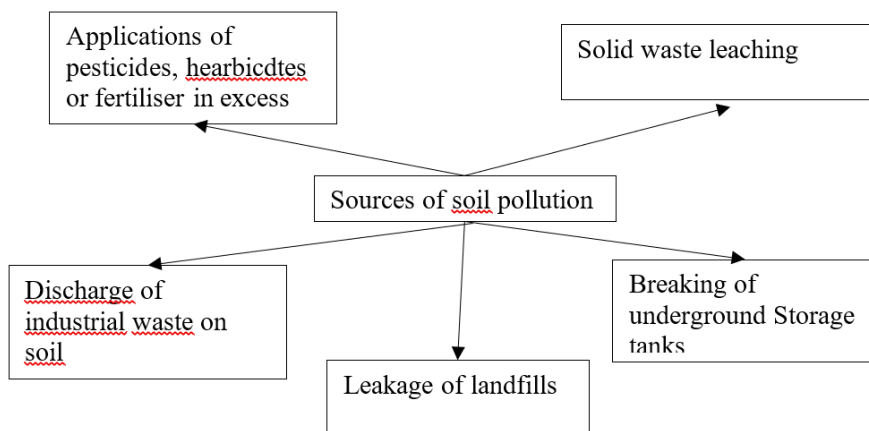 Applications of
pesticides, hearbicdtes
or fertiliser in excess
Solid waste leaching
Sources of soil pollution
Discharge of
industrial waste on
soil
Breaking of
underground Storage
tanks
Leakage of landfills